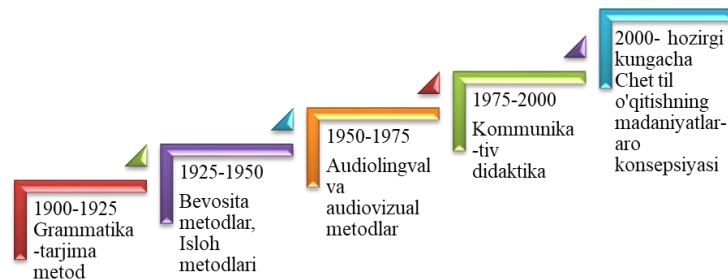 1900-1925
Grammatika
-tarjima
metod
1925-1950
Bevosita
metodlar,
Isloh
metodlari
1950-1975
Audiolingval
va
audiovizual
metodlar
1975-2000
Kommunika
-tiv
didaktika
2000- hozirgi
kungacha
Chet til
o'qitishning
madaniyatlar-
aro
konsepsiyasi